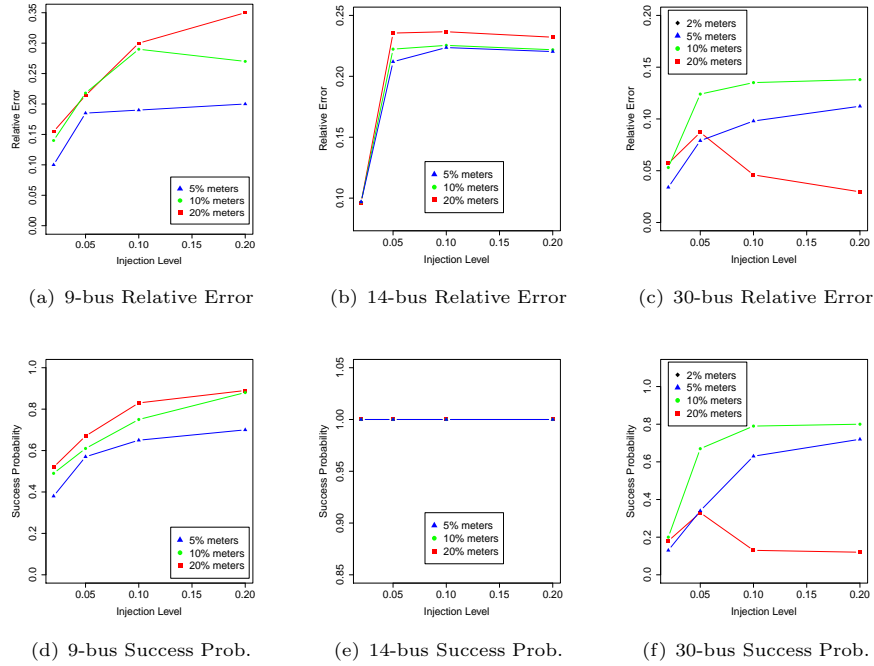 0.00 0.05 0.10 0.15 0.20 0.25 0.30 0.35
Relative Error
5% meters
10% meters
20% meters
0.05 0.10 0.15 0.20
Injection Level
(a) 9-bus Relative Error
0.10 0.15 0.20 0.25
Relative Error
5% meters
10% meters
20% meters
0.05 0.10 0.15 0.20
Injection Level
(b) 14-bus Relative Error
0.00 0.05 0.10 0.15 0.20
Relative Error
2% meters
5% meters
10% meters
20% meters
0.05 0.10 0.15 0.20
Injection Level
(c) 30-bus Relative Error
0.0 0.2 0.4 0.6 0.8 1.0
Success Probability
5% meters
10% meters
20% meters
0.05 0.10 0.15 0.20
Injection Level
(d) 9-bus Success Prob.
0.85 0.90 0.95 1.00 1.05
Success Probability
5% meters
10% meters
20% meters
0.05 0.10 0.15 0.20
Injection Level
(e) 14-bus Success Prob.
0.0 0.2 0.4 0.6 0.8 1.0
Success Probability
2% meters
5% meters
10% meters
20% meters
0.05 0.10 0.15 0.20
Injection Level
(f) 30-bus Success Prob.